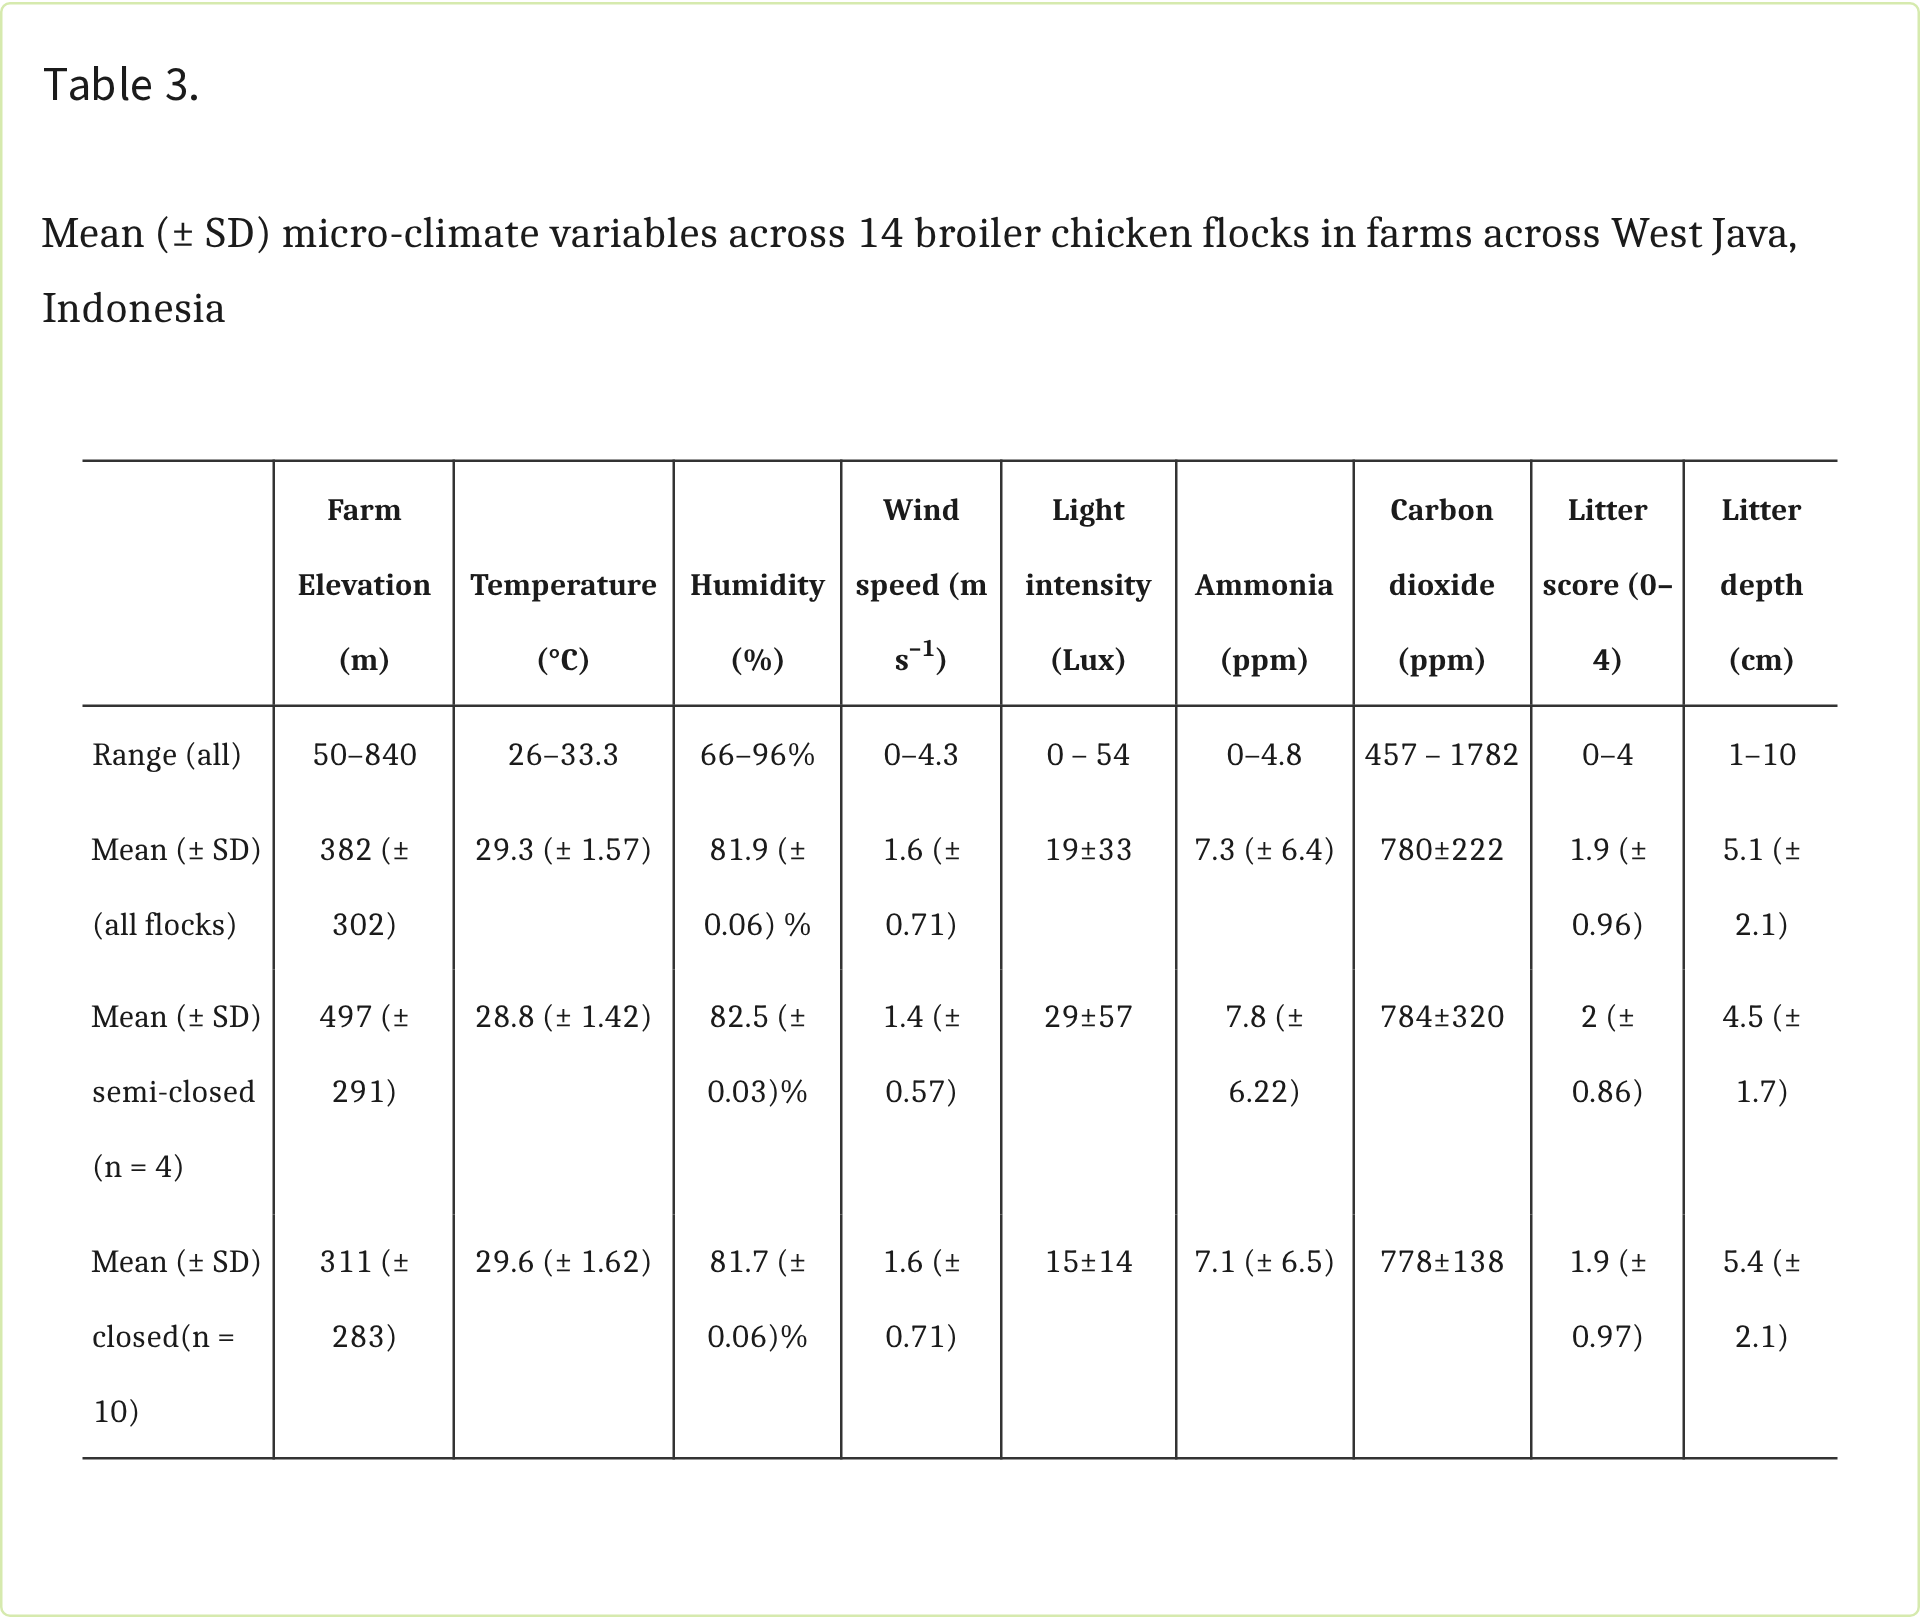 Table 3.
Mean (± SD) micro-climate variables across 14 broiler chicken flocks in farms across West Java,
Indonesia
Farm Elevation (m) Temperature (°C) Humidity (%) Wind speed (m s⁻¹) Light intensity (Lux) Ammonia (ppm) Carbon dioxide (ppm) Litter score (0–4) Litter depth (cm)
Range (all) 50–840 26–33.3 66–96% 0–4.3 0 – 54 0–4.8 457 – 1782 0–4 1–10
Mean (± SD) (all flocks) 382 (± 302) 29.3 (± 1.57) 81.9 (± 0.06) % 1.6 (± 0.71) 19±33 7.3 (± 6.4) 780±222 1.9 (± 0.96) 5.1 (± 2.1)
Mean (± SD) semi-closed (n = 4) 497 (± 291) 28.8 (± 1.42) 82.5 (± 0.03)% 1.4 (± 0.57) 29±57 7.8 (± 6.22) 784±320 2 (± 0.86) 4.5 (± 1.7)
Mean (± SD) closed(n = 10) 311 (± 283) 29.6 (± 1.62) 81.7 (± 0.06)% 1.6 (± 0.71) 15±14 7.1 (± 6.5) 778±138 1.9 (± 0.97) 5.4 (± 2.1)